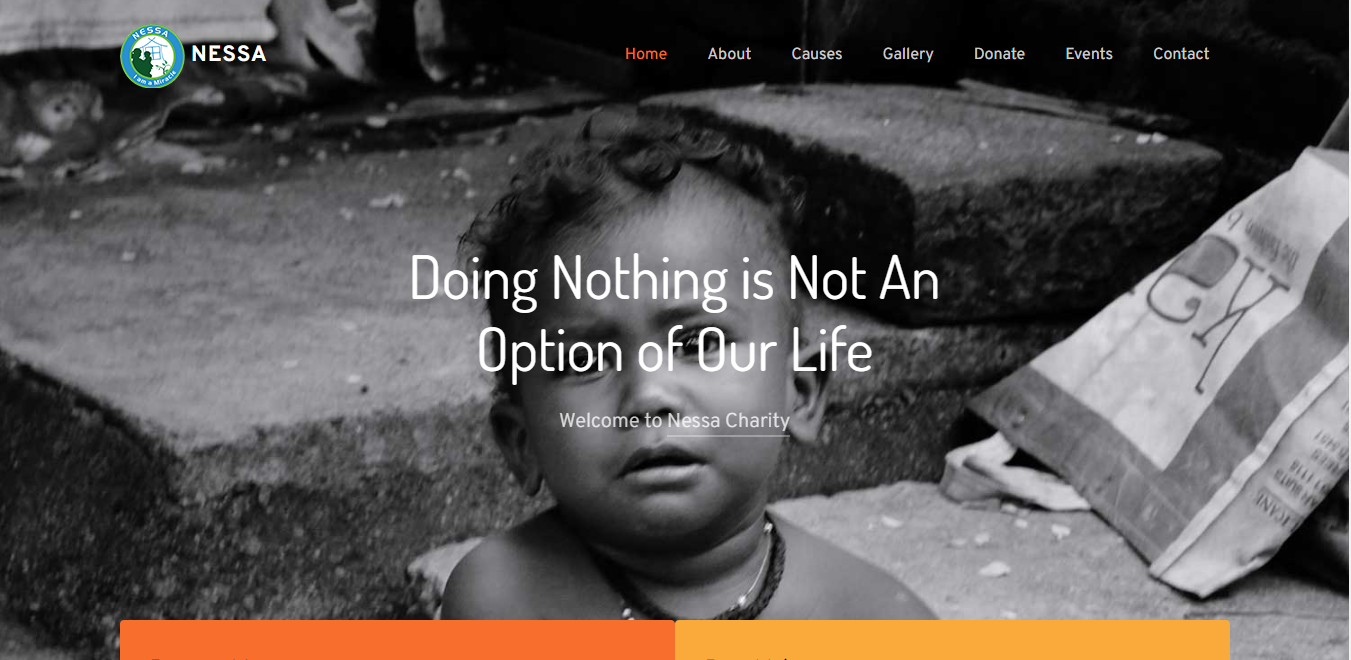 NESSA
I am a Miracle
NESSA
Home
About
Causes
Gallery
Donate
Events
Contact
Doing Nothing is Not An
Option of Our Life
Welcome to Nessa Charity